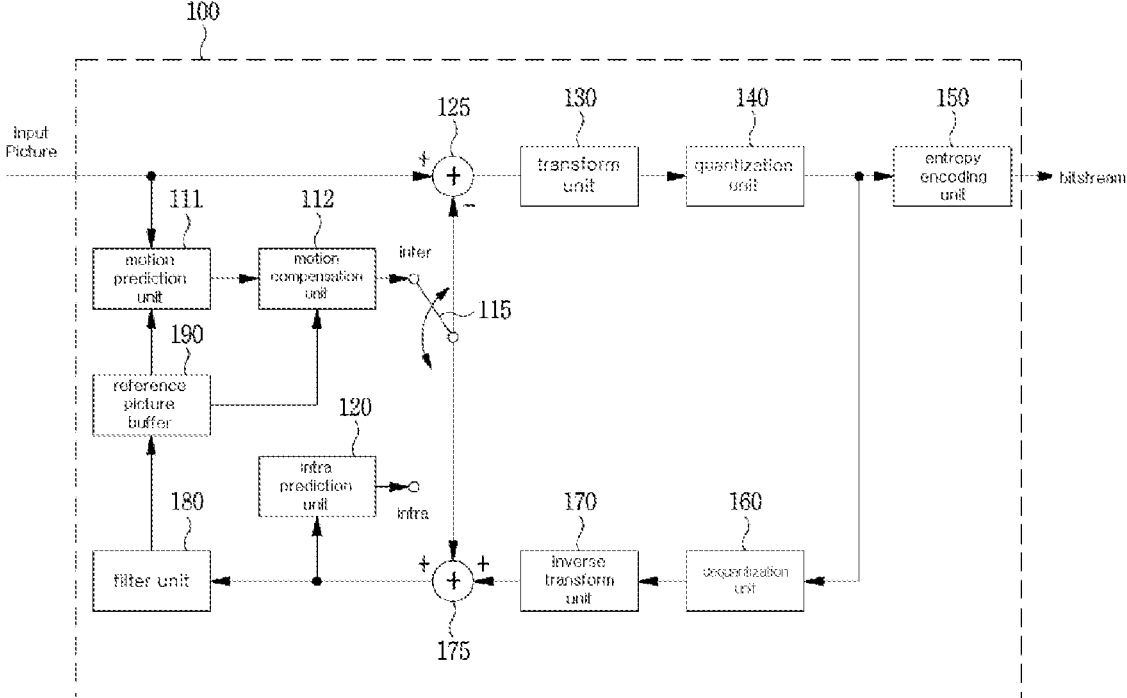 100
Input
Picture
125
130
140
150
+
+
-
transform
unit
quantization
unit
entropy
encoding
unit
bitstream
111
112
motion
prediction
unit
motion
compensation
unit
inter
115
190
reference
picture
buffer
120
intra
prediction
unit
intra
180
170
160
filter unit
+
+
+
inverse
transform
unit
dequantization
unit
175